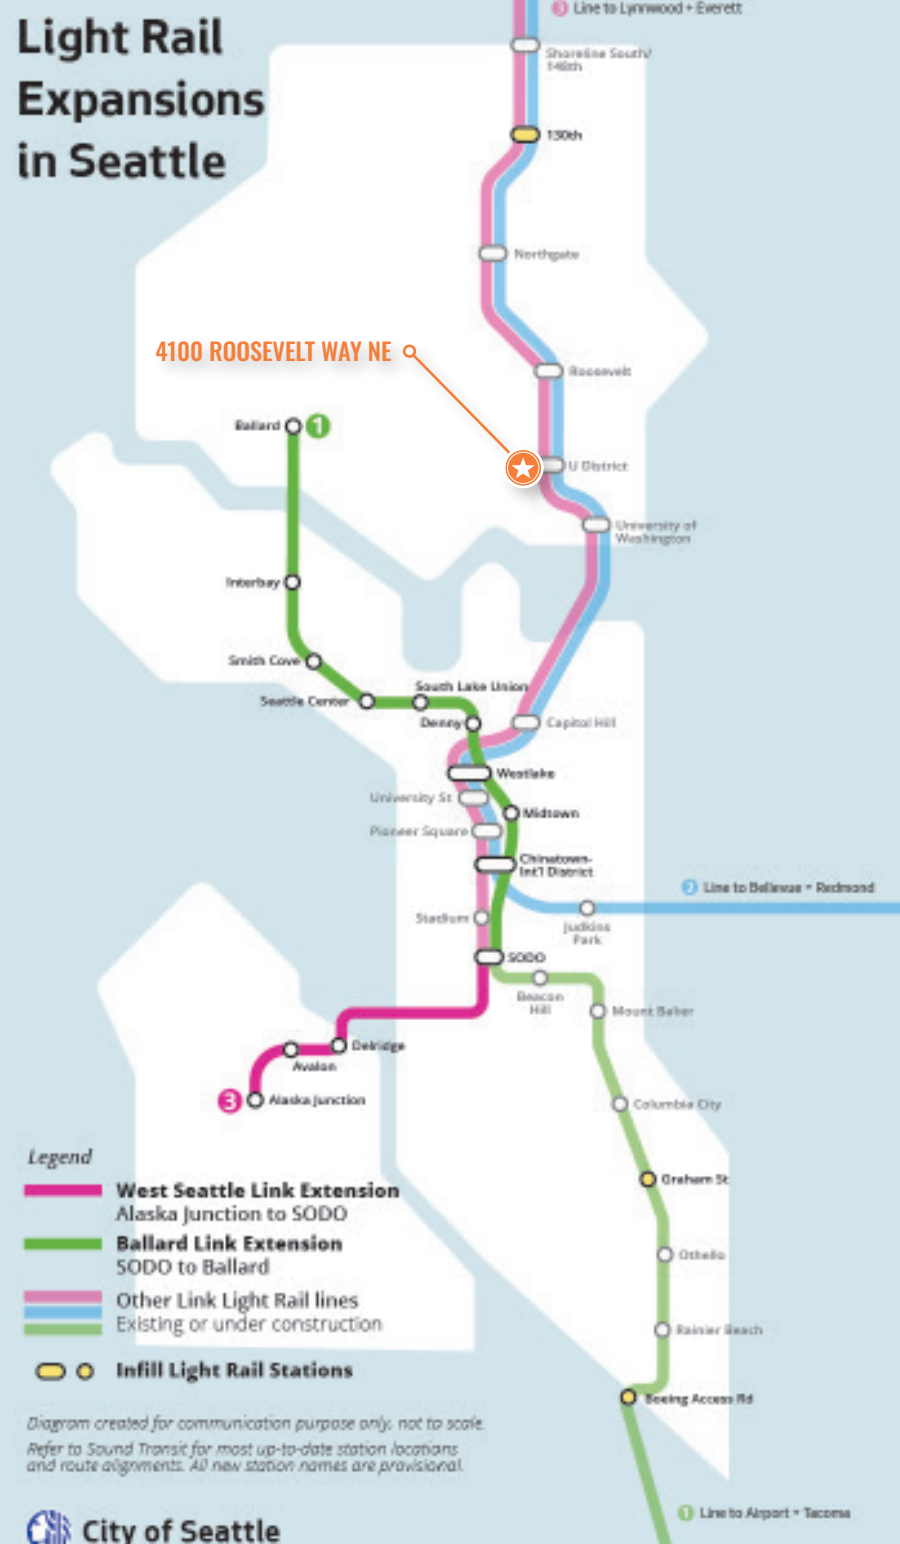 Light Rail
Expansions
in Seattle
3 Line to Lynnwood + Everett
Shoreline South/
148th
130th
Northgate
4100 ROOSEVELT WAY NE
Roosevelt
Ballard 1
U District
University of
Washington
Interbay
Smith Cove
South Lake Union
Seattle Center
Denny
Capitol Hill
Westlake
University St
Midtown
Pioneer Square
Chinatown-
Int'l District
2 Line to Bellevue + Redmond
Stadium
Judkins
Park
SODO
Beacon
Hill
Mount Baker
Delridge
Avalon
3 Alaska Junction
Columbia City
Graham St
Othello
Rainier Beach
Boeing Access Rd
1 Line to Airport + Tacoma
Legend
West Seattle Link Extension
Alaska Junction to SODO
Ballard Link Extension
SODO to Ballard
Other Link Light Rail lines
Existing or under construction
Infill Light Rail Stations
Diagram created for communication purpose only, not to scale.
Refer to Sound Transit for most up-to-date station locations
and route alignments. All new station names are provisional.
City of Seattle